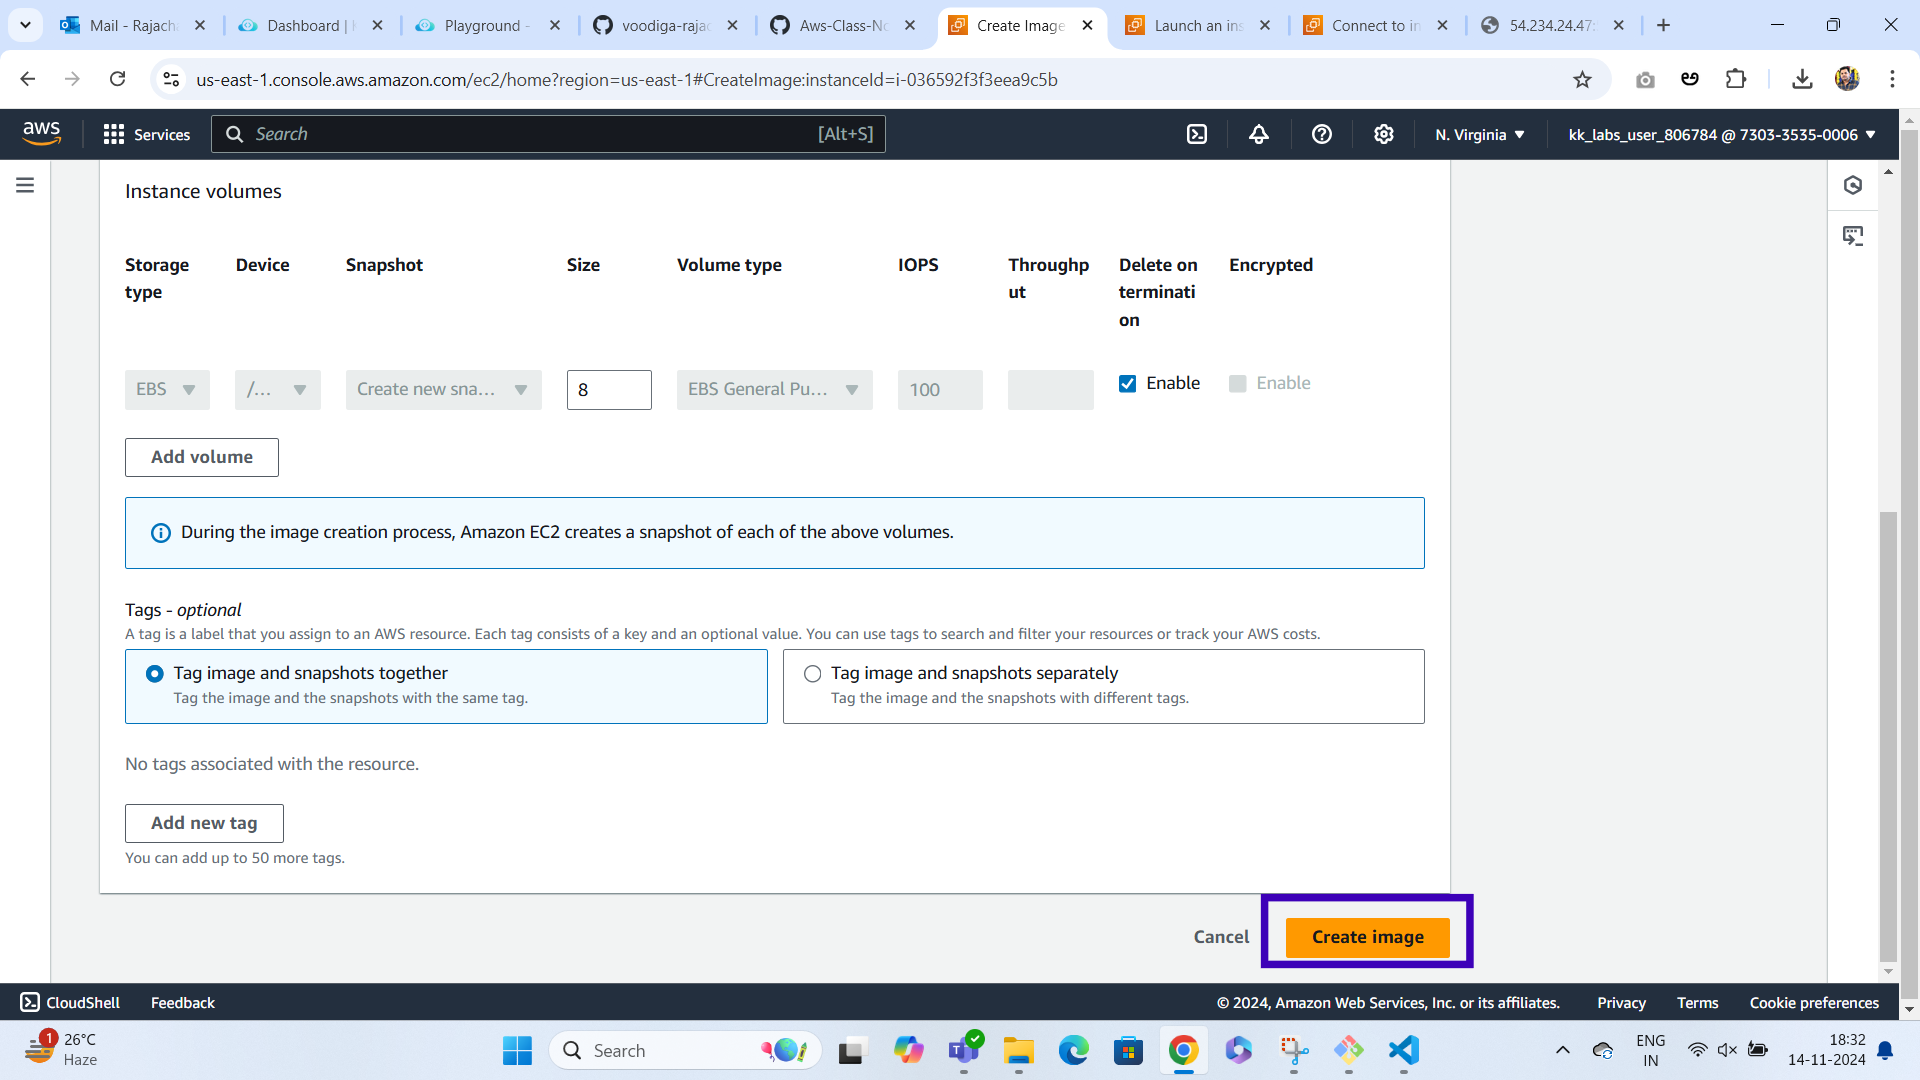 Mail - Rajach
Dashboard |
Playground -
voodiga-rajac
Aws-Class-No
Create Image
Launch an ins
Connect to in
54.234.24.47:
us-east-1.console.aws.amazon.com/ec2/home?region=us-east-1#CreateImage:instanceId=i-036592f3f3eea9c5b
aws
Services
Search
[Alt+S]
N. Virginia
kk_labs_user_806784 @ 7303-3535-0006
Instance volumes
Storage type
Device
Snapshot
Size
Volume type
IOPS
Throughp
ut
Delete on
terminati
on
Encrypted
EBS
/...
Create new sna...
8
EBS General Pu...
100
Enable
Enable
Add volume
During the image creation process, Amazon EC2 creates a snapshot of each of the above volumes.
Tags - optional
A tag is a label that you assign to an AWS resource. Each tag consists of a key and an optional value. You can use tags to search and filter your resources or track your AWS costs.
Tag image and snapshots together
Tag the image and the snapshots with the same tag.
Tag image and snapshots separately
Tag the image and the snapshots with different tags.
No tags associated with the resource.
Add new tag
You can add up to 50 more tags.
Cancel
Create image
CloudShell
Feedback
© 2024, Amazon Web Services, Inc. or its affiliates.
Privacy
Terms
Cookie preferences
1
26°C
Haze
Search
ENG
IN
18:32
14-11-2024